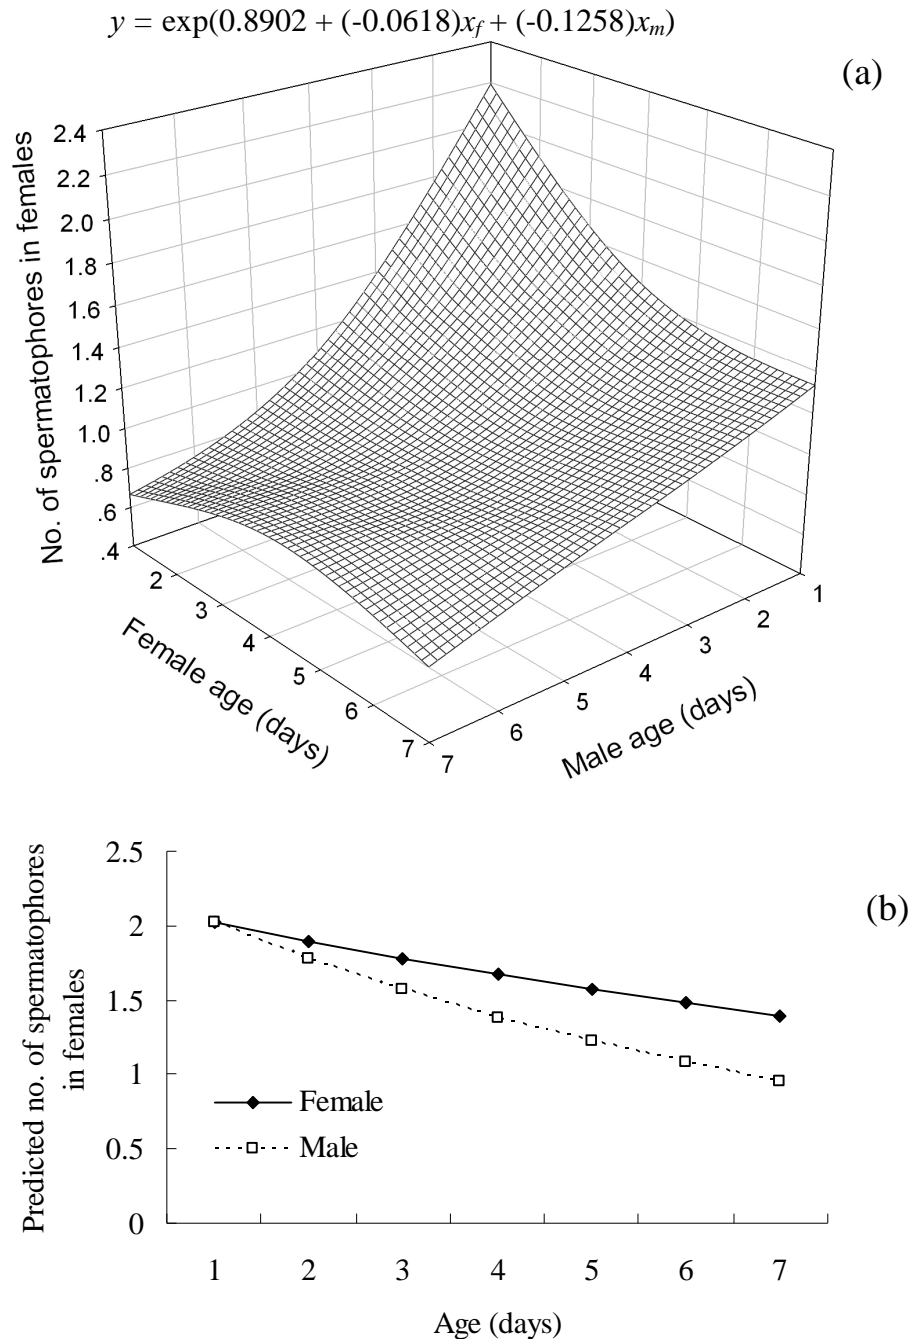 y = exp(0.8902 + (-0.0618)x_f + (-0.1258)x_m)
(a)
No. of spermatophores in females
2.4
2.2
2.0
1.8
1.6
1.4
1.2
1.0
.8
.6
.4
2
3
4
5
6
7
Female age (days)
7
6
5
4
3
2
1
Male age (days)
(b)
Predicted no. of spermatophores
in females
2.5
2
1.5
1
0.5
0
Female
Male
1 2 3 4 5 6 7
Age (days)